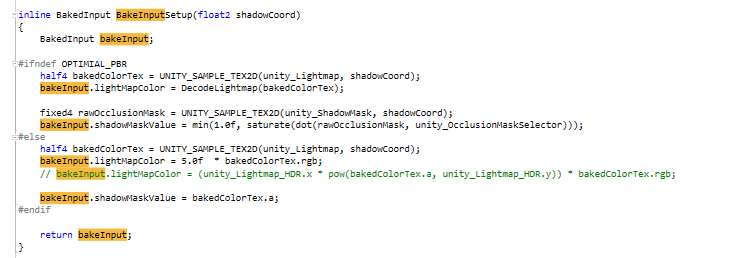 inline BakedInput BakeInputSetup(float2 shadowCoord)
{
    BakedInput bakeInput;

#ifndef OPTIMIAL_PBR
    half4 bakedColorTex = UNITY_SAMPLE_TEX2D(unity_Lightmap, shadowCoord);
    bakeInput.lightMapColor = DecodeLightmap(bakedColorTex);

    fixed4 rawOcclusionMask = UNITY_SAMPLE_TEX2D(unity_ShadowMask, shadowCoord);
    bakeInput.shadowMaskValue = min(1.0f, saturate(dot(rawOcclusionMask, unity_OcclusionMaskSelector)));
#else
    half4 bakedColorTex = UNITY_SAMPLE_TEX2D(unity_Lightmap, shadowCoord);
    bakeInput.lightMapColor = 5.0f  * bakedColorTex.rgb;
    // bakeInput.lightMapColor = (unity_Lightmap_HDR.x * pow(bakedColorTex.a, unity_Lightmap_HDR.y)) * bakedColorTex.rgb;

    bakeInput.shadowMaskValue = bakedColorTex.a;
#endif

    return bakeInput;
}